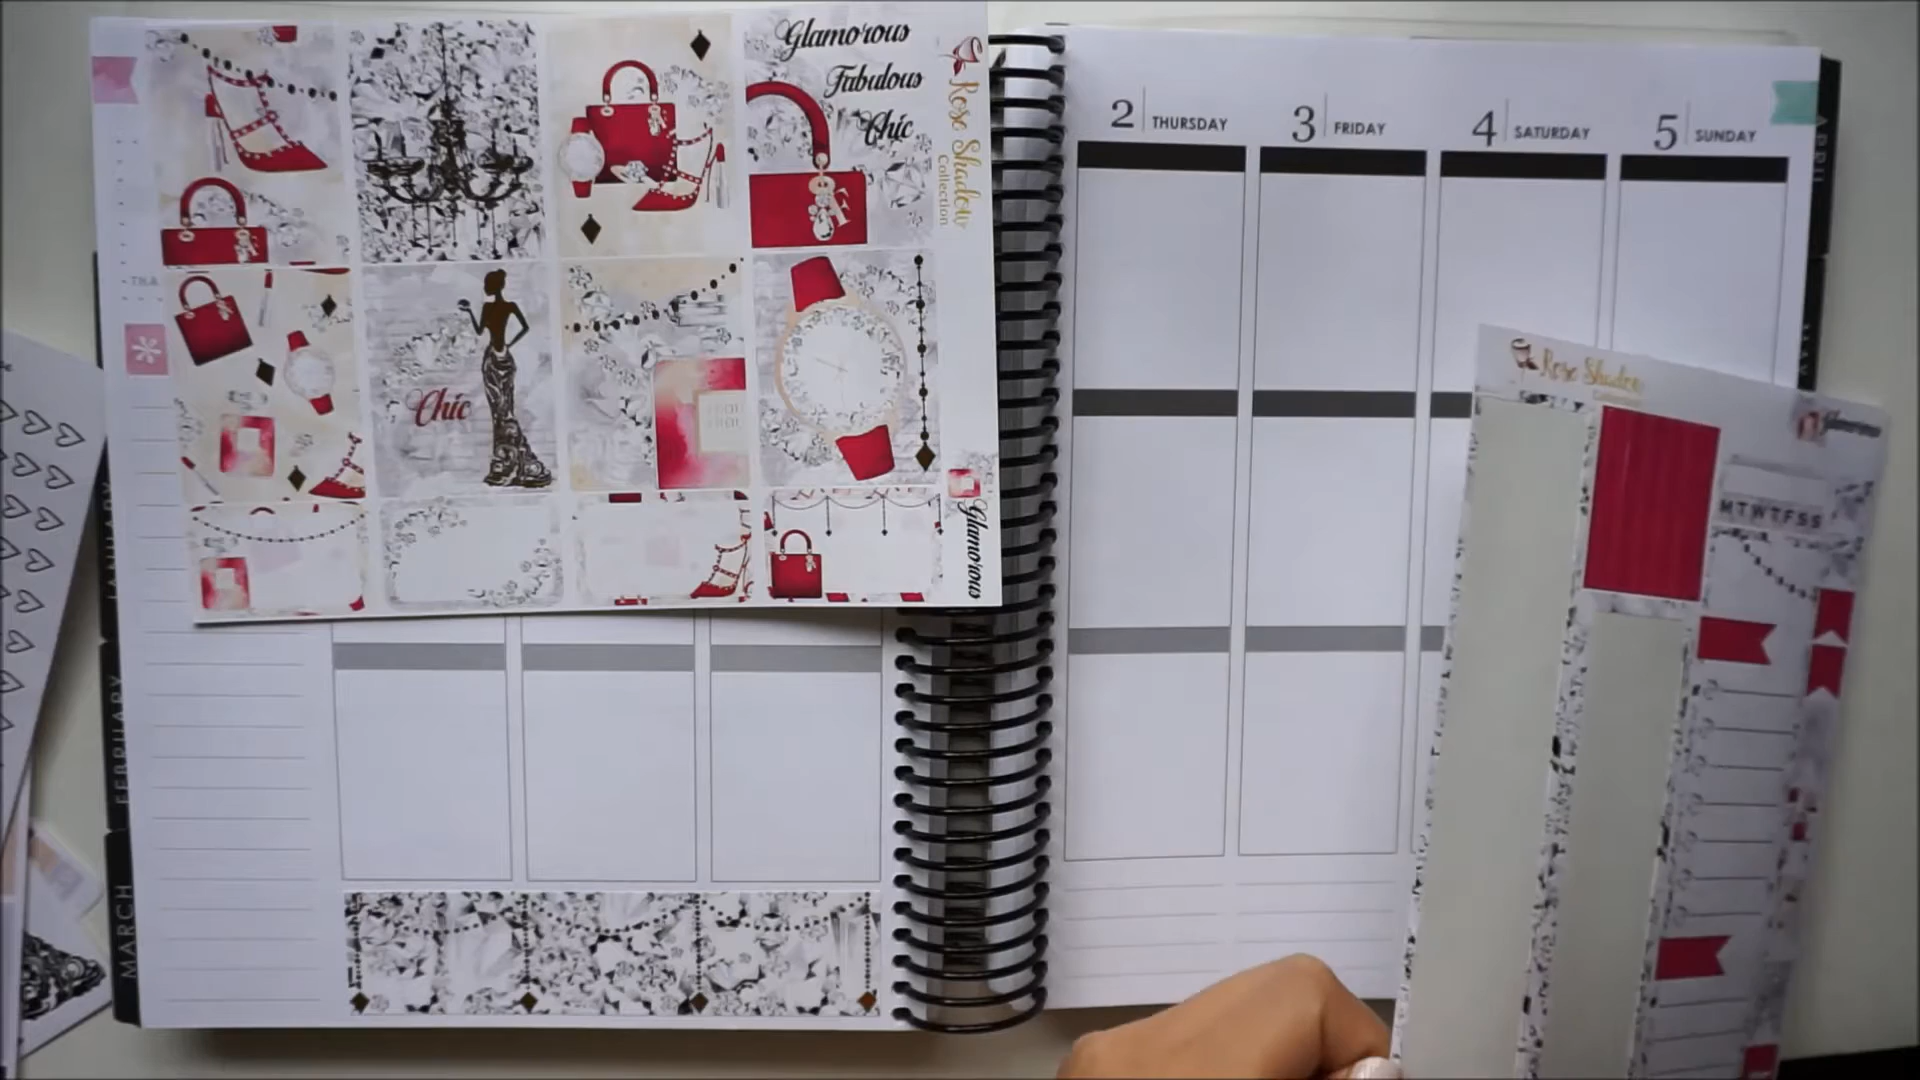 Glamorous
Fabulous
Chic
Rose Shadow
Collection
Chic
Glamorous
2 THURSDAY
3 FRIDAY
4 SATURDAY
5 SUNDAY
Rose Shadow
Glamorous
MTWTFSS
JANUARY
FEBRUARY
MARCH
APRIL